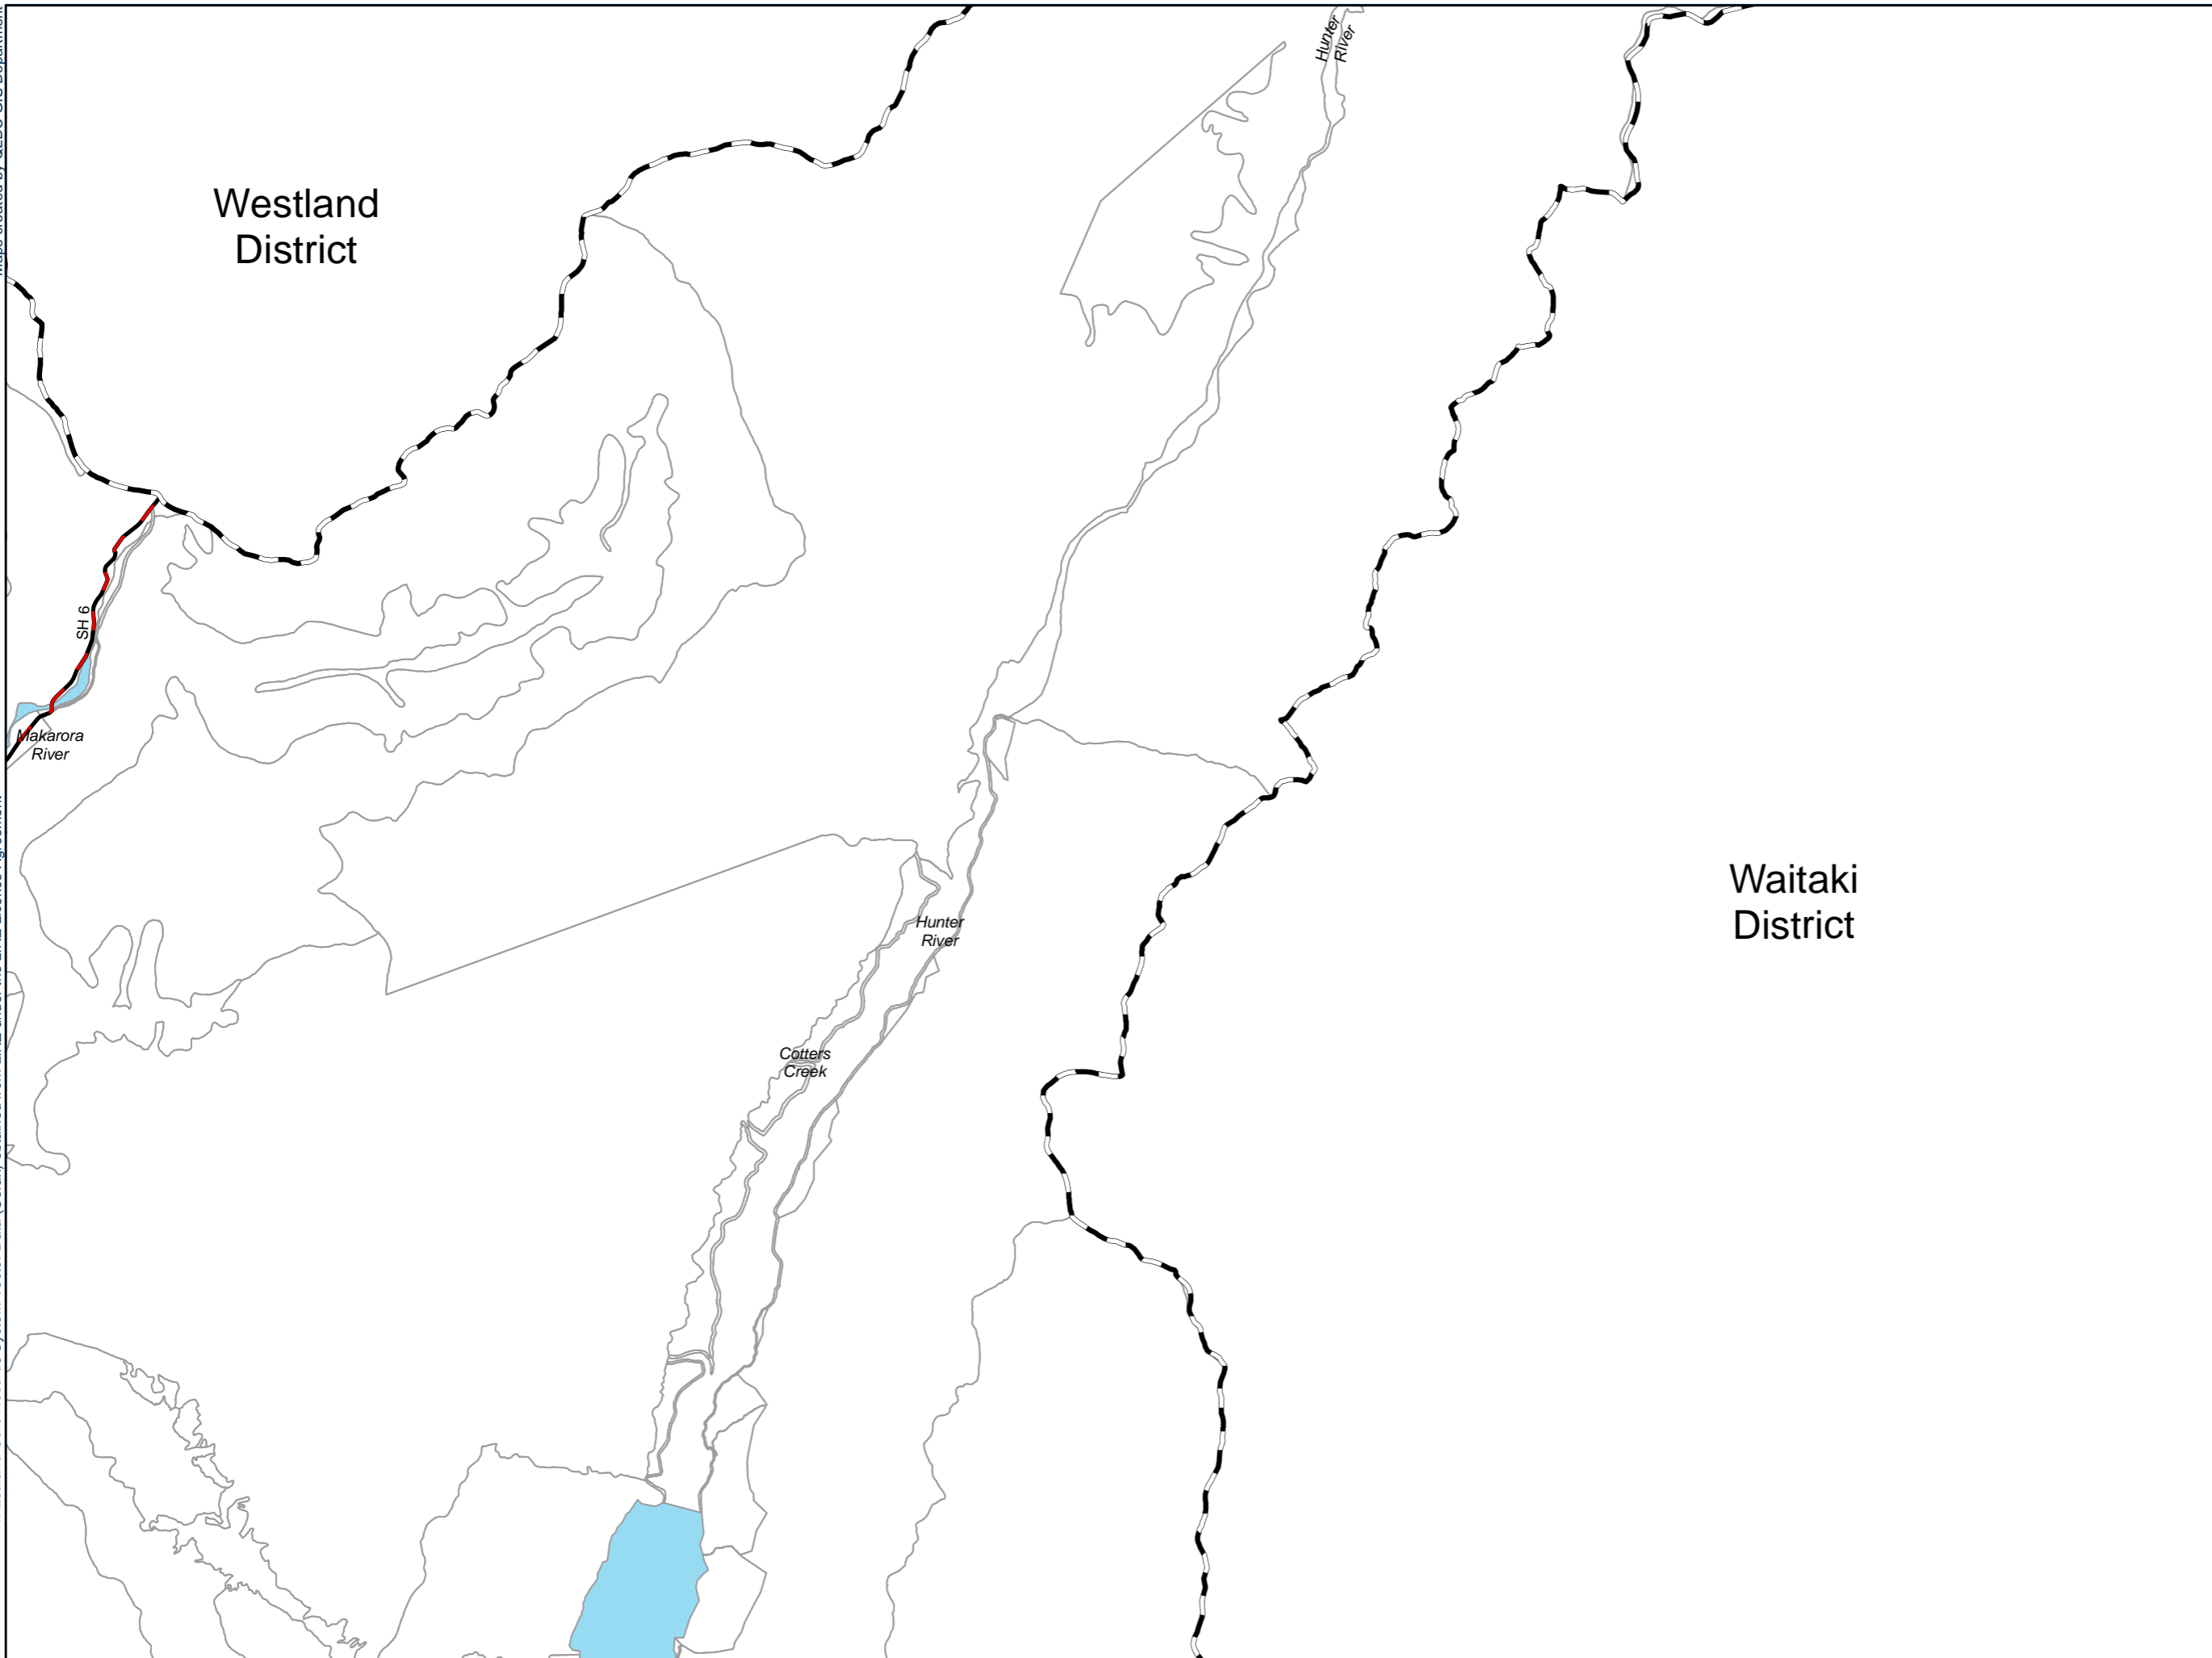 Hunter
River
Westland
District
SH 6
Makarora
River
Waitaki
District
Hunter
River
Cotters
Creek